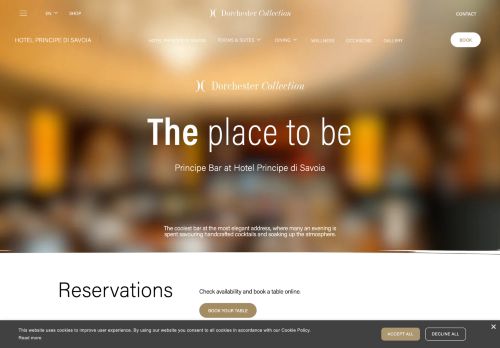 EN
SHOP
Dorchester Collection
CONTACT
HOTEL PRINCIPE DI SAVOIA
HOTEL PRINCIPE DI SAVOIA
ROOMS & SUITES
DINING
WELLNESS
OCCASIONS
GALLERY
BOOK
Dorchester Collection
The place to be
Principe Bar at Hotel Principe di Savoia
The coolest bar at the most elegant address, where many an evening is
spent savouring handcrafted cocktails and soaking up the atmosphere.
Reservations
Check availability and book a table online.
BOOK YOUR TABLE
This website uses cookies to improve user experience. By using our website you consent to all cookies in accordance with our Cookie Policy.
Read more
ACCEPT ALL
DECLINE ALL